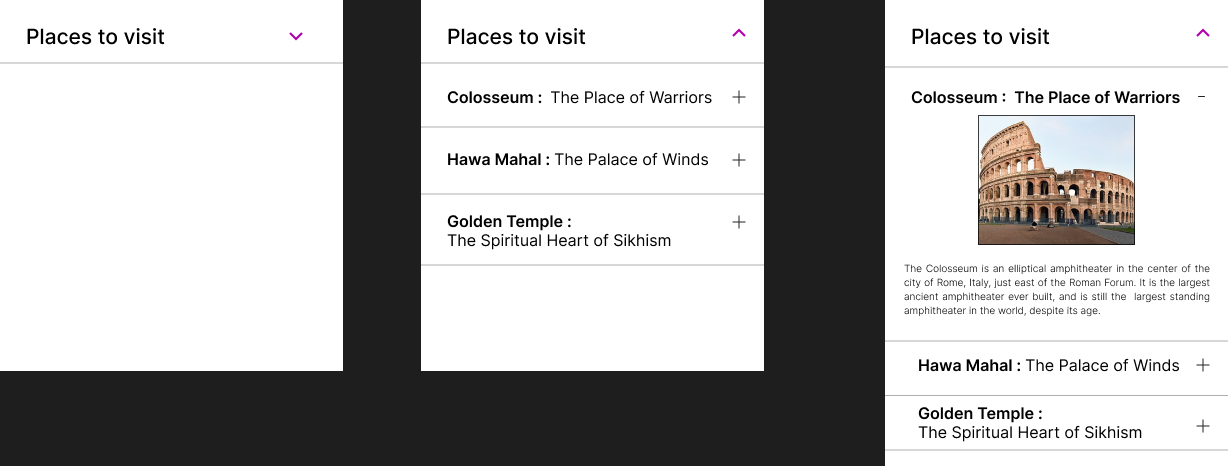 Places to visit
Places to visit
Colosseum : The Place of Warriors
Hawa Mahal : The Palace of Winds
Golden Temple :
The Spiritual Heart of Sikhism
Places to visit
Colosseum : The Place of Warriors
The Colosseum is an elliptical amphitheater in the center of the
city of Rome, Italy, just east of the Roman Forum. It is the largest
ancient amphitheater ever built, and is still the largest standing
amphitheater in the world, despite its age.
Hawa Mahal : The Palace of Winds
Golden Temple :
The Spiritual Heart of Sikhism